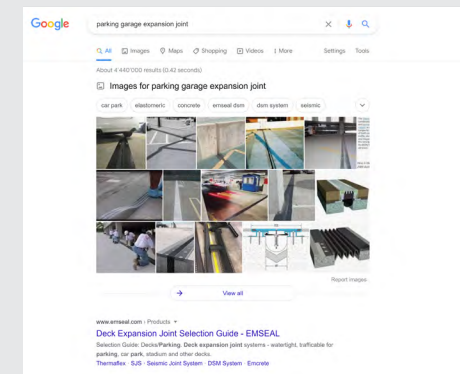 Google
parking garage expansion joint
All Images Maps Shopping Videos More Settings Tools
About 4 440'000 results (0.42 seconds)
Images for parking garage expansion joint
car park elastomeric concrete emseal dsm dsm system seismic
Report images
View all
www.emseal.com › Products
Deck Expansion Joint Selection Guide - EMSEAL
Selection Guide: Decks/Parking. Deck expansion joint systems - watertight, trafficable for
parking, car park, stadium and other decks.
Thermaflex · SJS - Seismic Joint System · DSM System · Emcrete